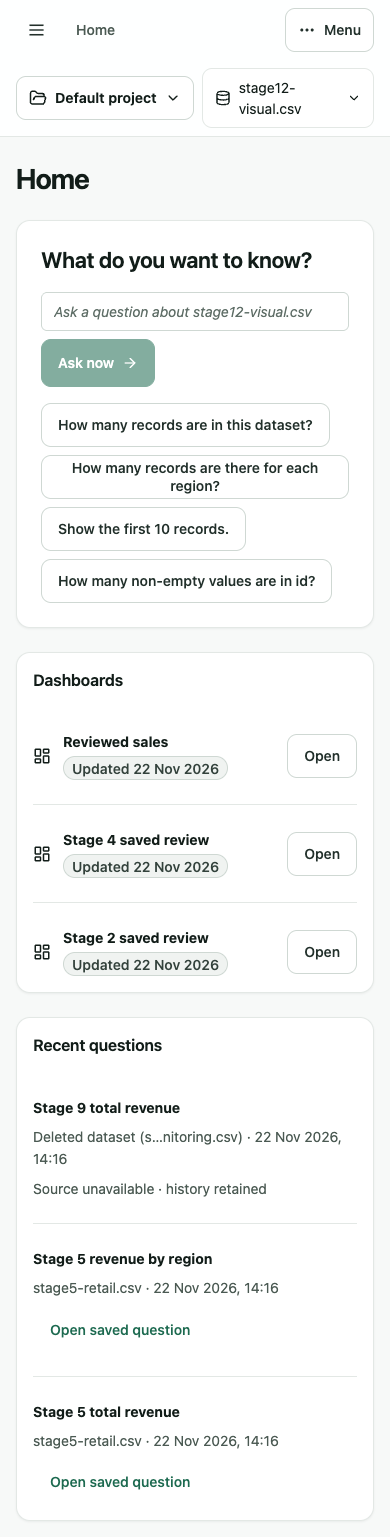 Home
Menu
Default project
stage12-
visual.csv
Home
What do you want to know?
Ask a question about stage12-visual.csv
Ask now
How many records are in this dataset?
How many records are there for each
region?
Show the first 10 records.
How many non-empty values are in id?
Dashboards
Reviewed sales
Updated 22 Nov 2026
Open
Stage 4 saved review
Updated 22 Nov 2026
Open
Stage 2 saved review
Updated 22 Nov 2026
Open
Recent questions
Stage 9 total revenue
Deleted dataset (s...nitoring.csv) · 22 Nov 2026,
14:16
Source unavailable · history retained
Stage 5 revenue by region
stage5-retail.csv · 22 Nov 2026, 14:16
Open saved question
Stage 5 total revenue
stage5-retail.csv · 22 Nov 2026, 14:16
Open saved question